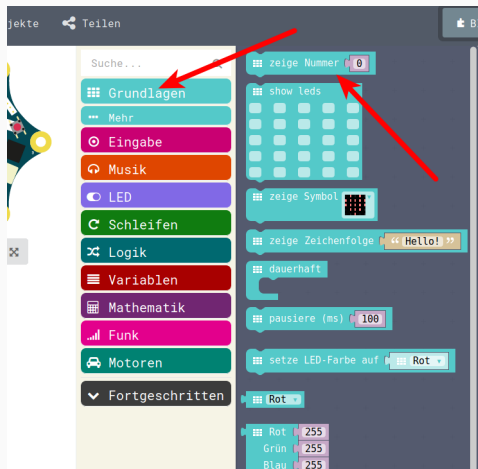 jekte
Teilen
B
Suche...
Grundlagen
Mehr
Eingabe
Musik
LED
Schleifen
Logik
Variablen
Mathematik
Funk
Motoren
Fortgeschritten
zeige Nummer 0
show leds
zeige Symbol
zeige Zeichenfolge “ Hello! ”
dauerhaft
pausiere (ms) 100
setze LED-Farbe auf Rot
Rot
Rot 255
Grün 255
Blau 255